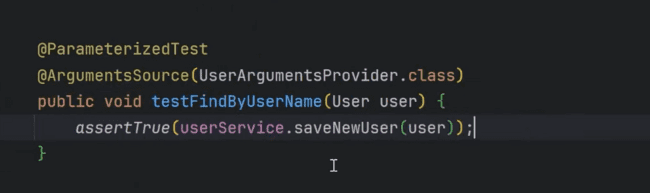 @ParameterizedTest
@ArgumentsSource(UserArgumentsProvider.class)
public void testFindByUserName(User user) {
    assertTrue(userService.saveNewUser(user));
}